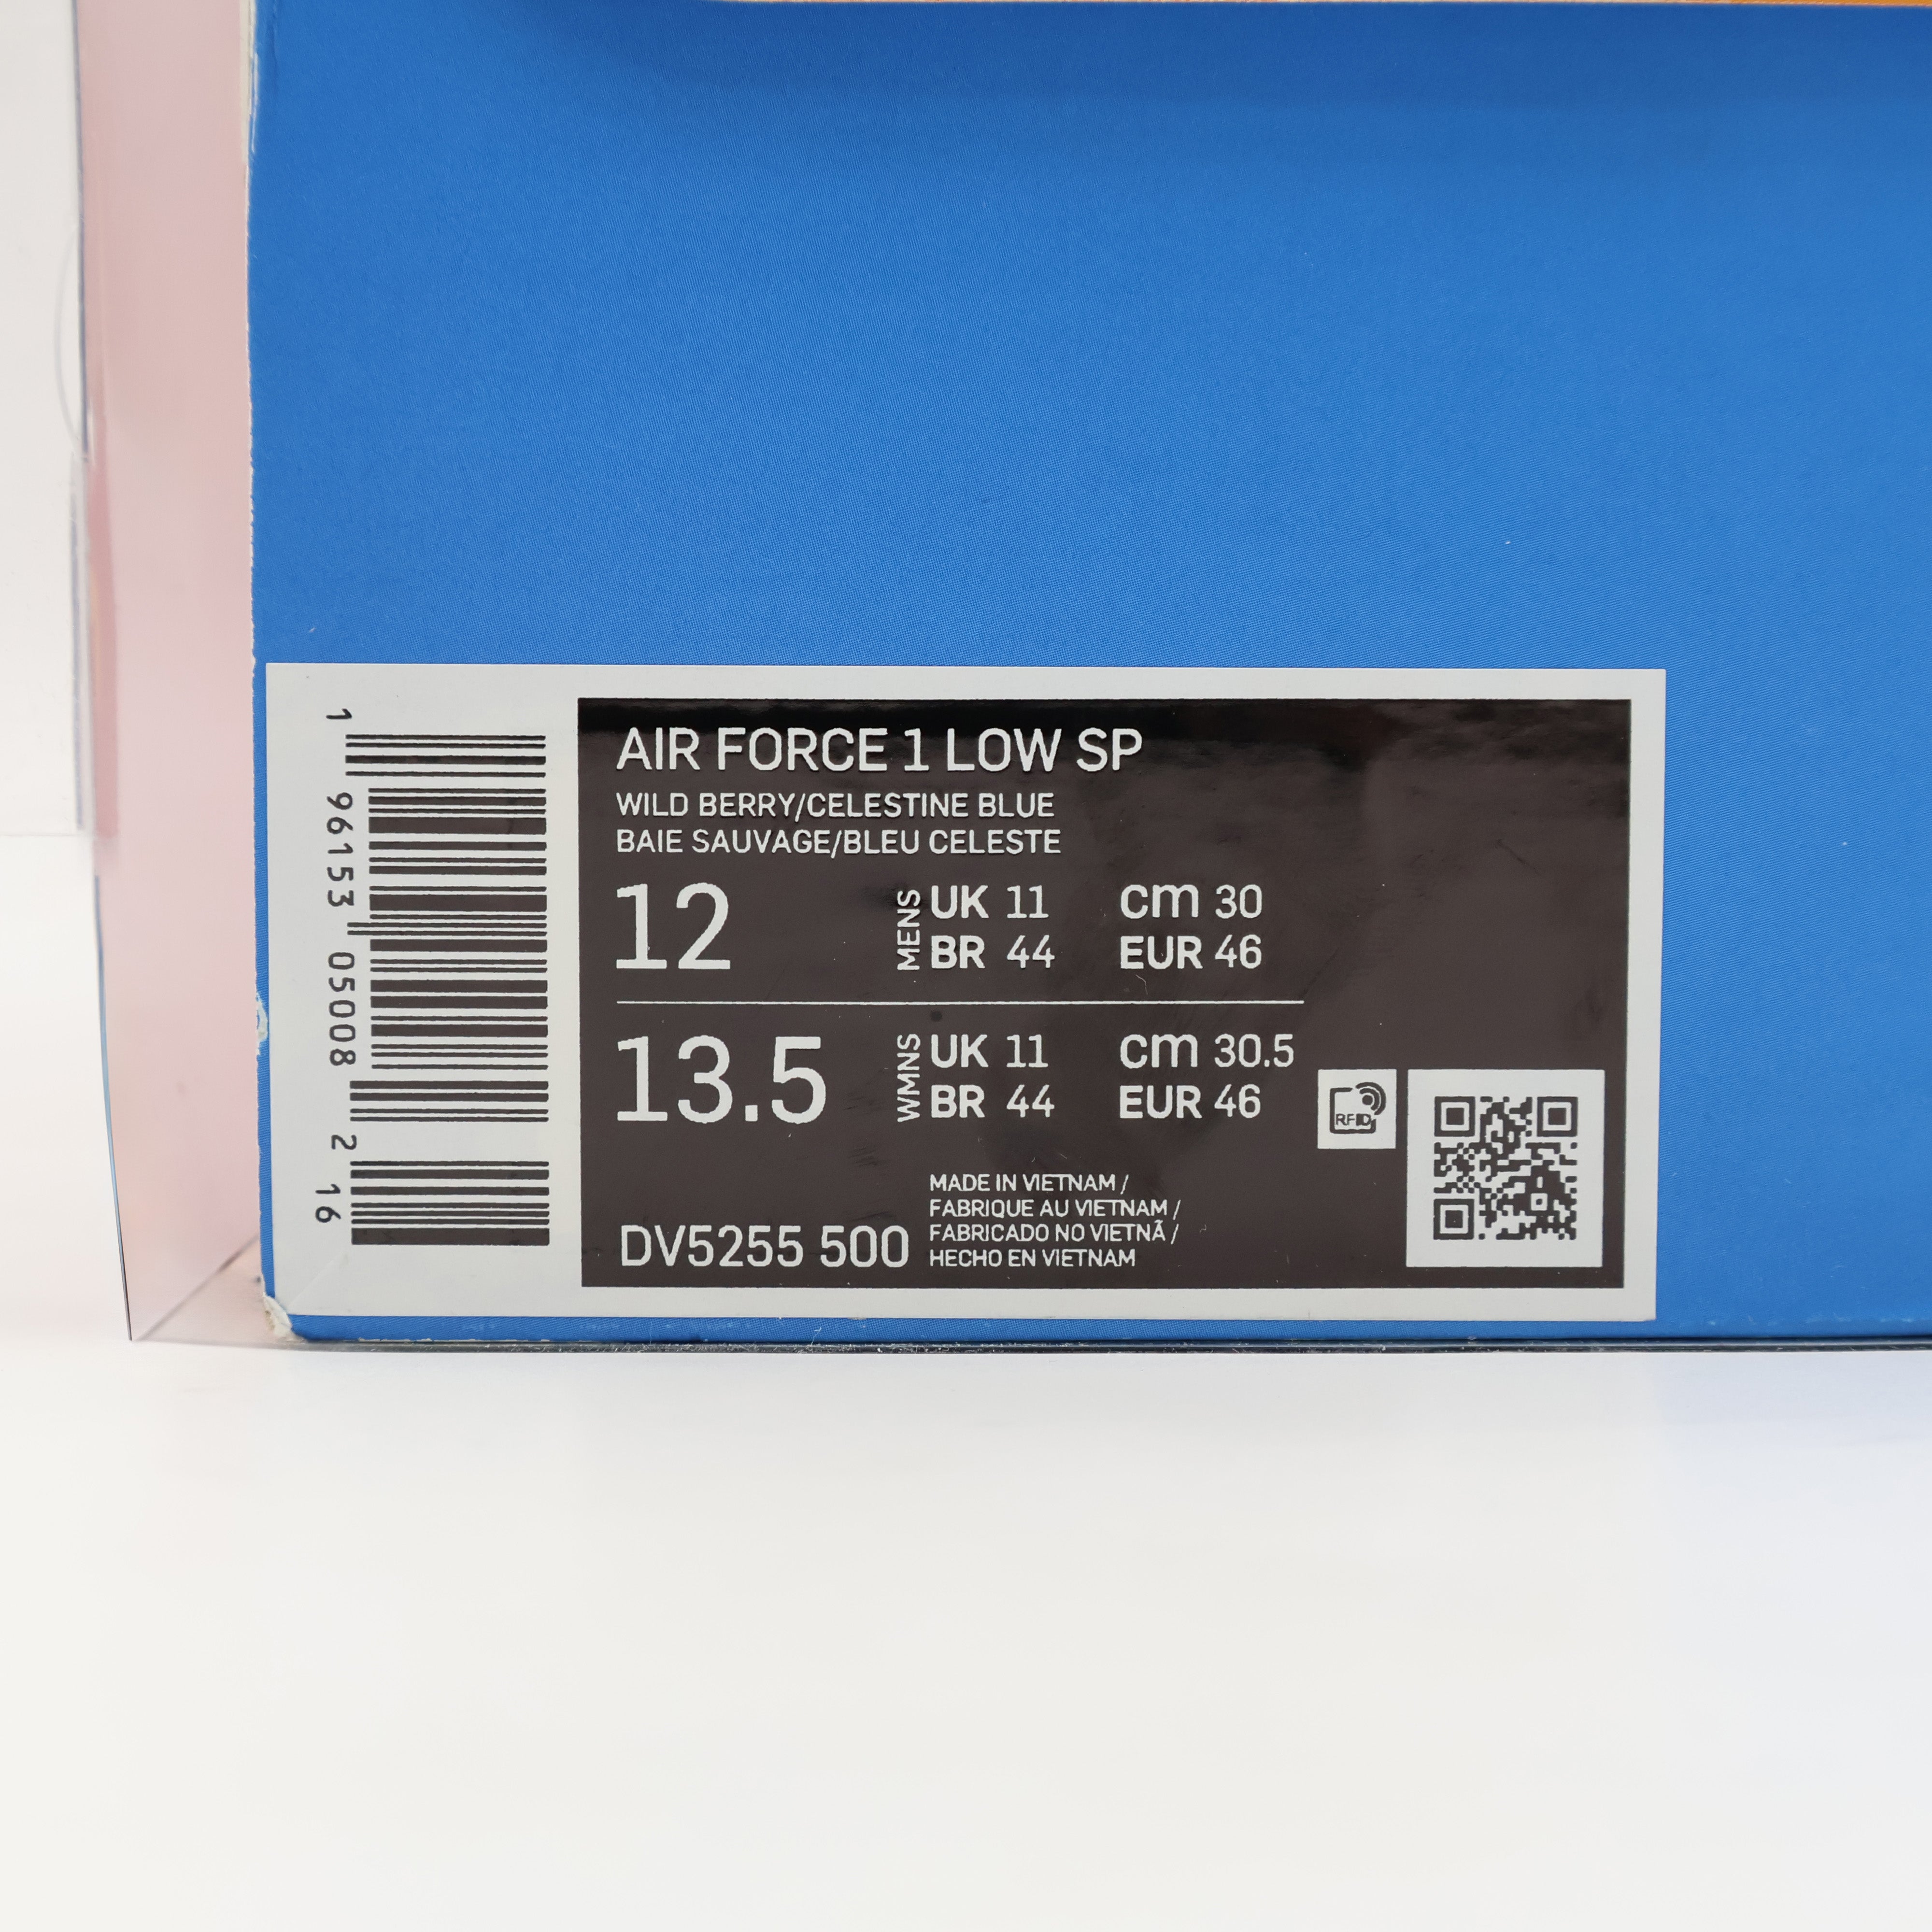 1 96153 05008 2 16
AIR FORCE 1 LOW SP
WILD BERRY/CELESTINE BLUE
BAIE SAUVAGE/BLEU CELESTE
12 MENS UK 11 cm 30
BR 44 EUR 46
13.5 WMNS UK 11 cm 30.5
BR 44 EUR 46
RFID
MADE IN VIETNAM /
FABRIQUE AU VIETNAM /
FABRICADO NO VIETNÃ /
HECHO EN VIETNAM
DV5255 500